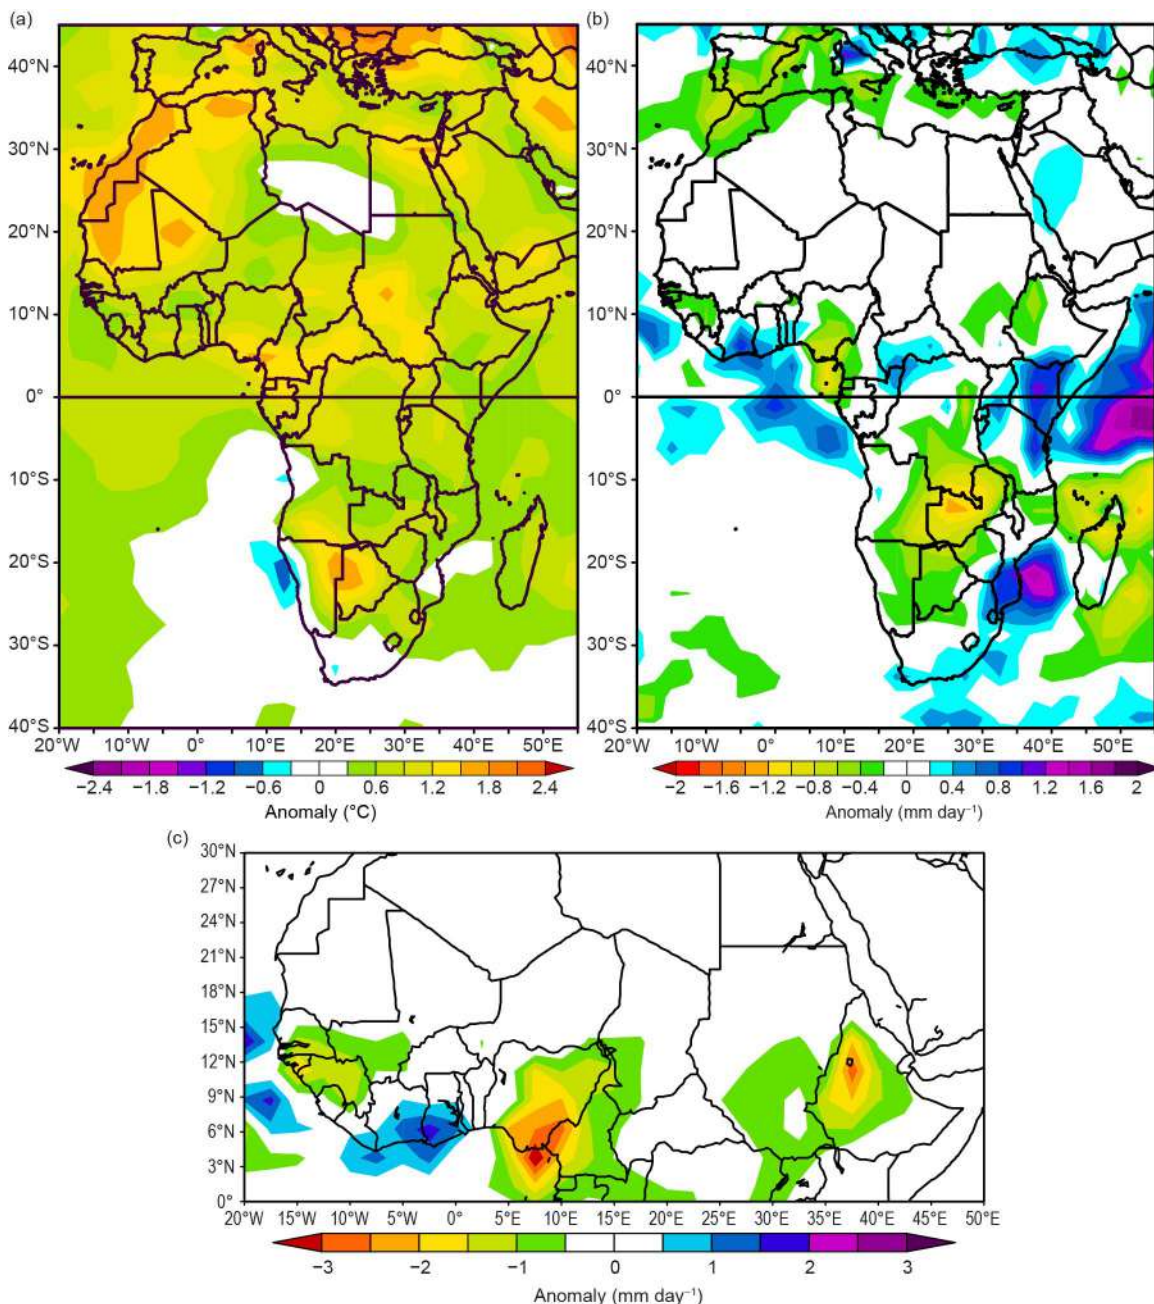 (a)
(b)
40°N
30°N
20°N
10°N
0°
10°S
20°S
30°S
40°S
20°W 10°W 0° 10°E 20°E 30°E 40°E 50°E
−2.4 −1.8 −1.2 −0.6 0 0.6 1.2 1.8 2.4
Anomaly (°C)
40°N
30°N
20°N
10°N
0°
10°S
20°S
30°S
40°S
20°W 10°W 0° 10°E 20°E 30°E 40°E 50°E
−2 −1.6 −1.2 −0.8 −0.4 0 0.4 0.8 1.2 1.6 2
Anomaly (mm day⁻¹)
(c)
30°N
27°N
24°N
21°N
18°N
15°N
12°N
9°N
6°N
3°N
0°
20°W 15°W 10°W 5°W 0° 5°E 10°E 15°E 20°E 25°E 30°E 35°E 40°E 45°E 50°E
−3 −2 −1 0 1 2 3
Anomaly (mm day⁻¹)